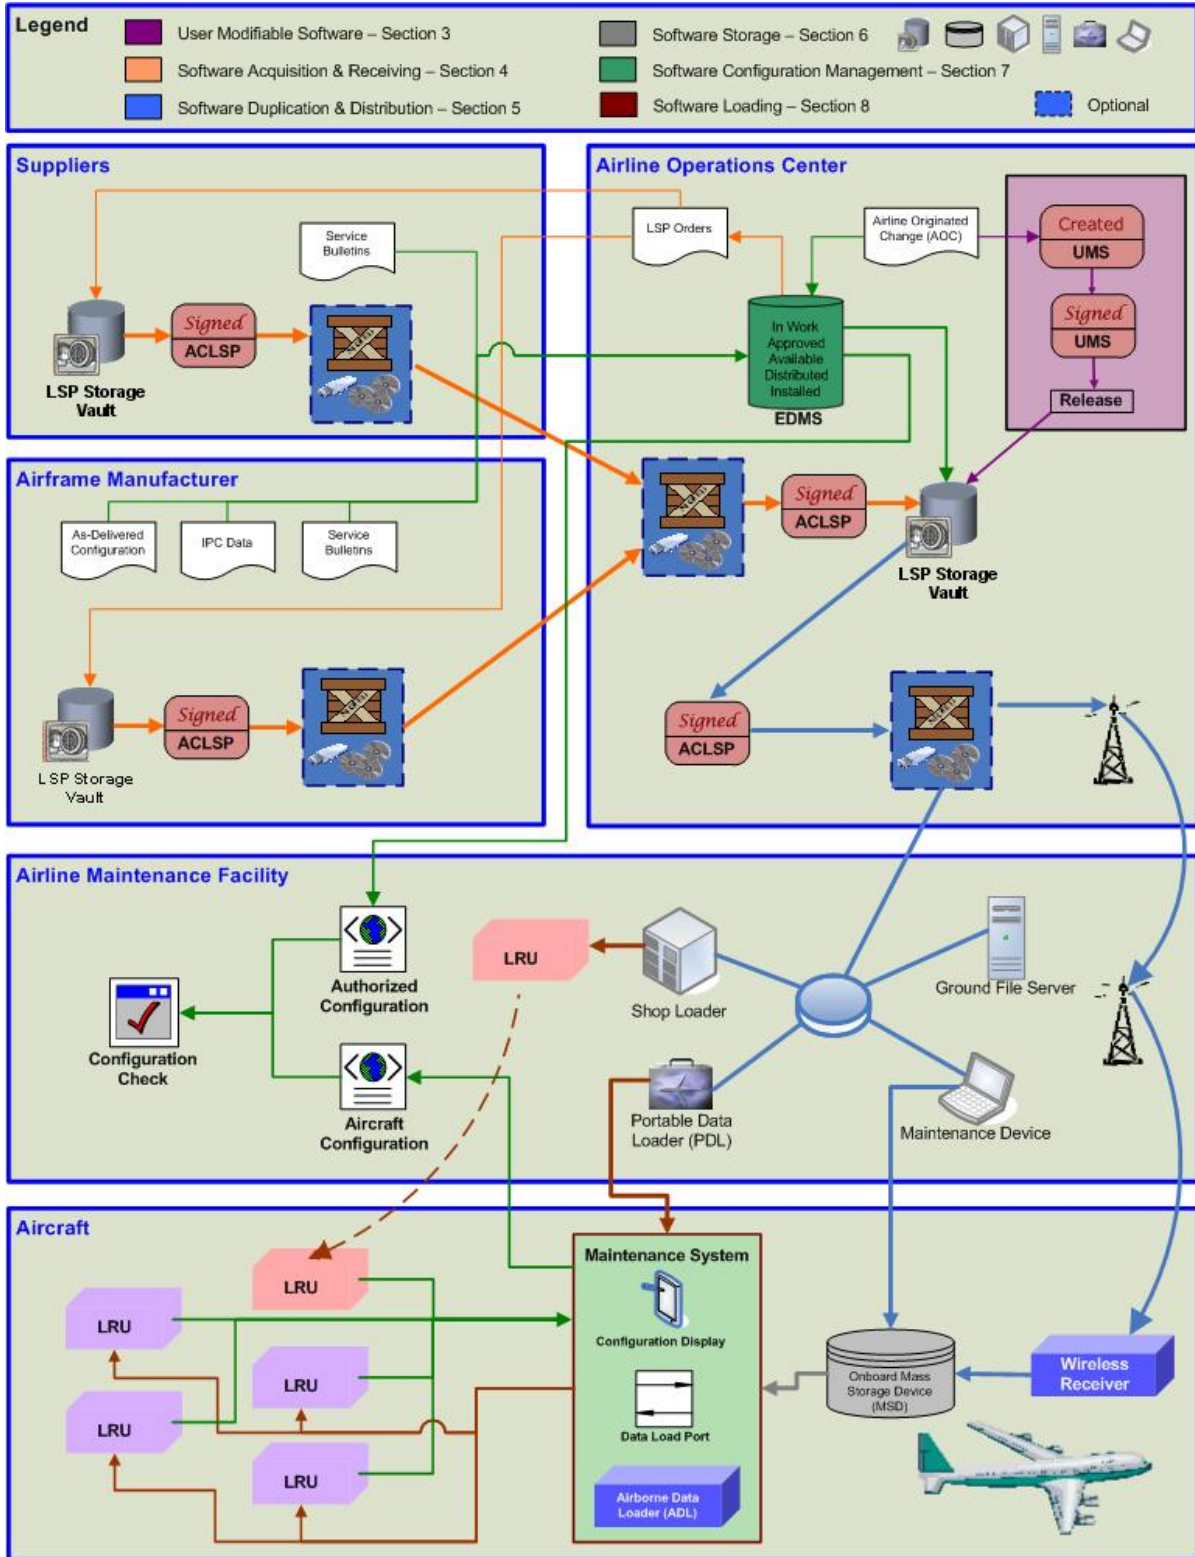 Legend
User Modifiable Software – Section 3
Software Acquisition & Receiving – Section 4
Software Duplication & Distribution – Section 5
Software Storage – Section 6
Software Configuration Management – Section 7
Software Loading – Section 8
Optional
Suppliers
Service
Bulletins
Signed
ACLSP
LSP Storage
Vault
Airline Operations Center
LSP Orders
Airline Originated
Change (AOC)
Created
UMS
Signed
UMS
Release
In Work
Approved
Available
Distributed
Installed
EDMS
Signed
ACLSP
LSP Storage
Vault
Signed
ACLSP
Airframe Manufacturer
As-Delivered
Configuration
IPC Data
Service
Bulletins
Signed
ACLSP
LSP Storage
Vault
Airline Maintenance Facility
Authorized
Configuration
Configuration
Check
Aircraft
Configuration
LRU
Shop Loader
Ground File Server
Portable Data
Loader (PDL)
Maintenance Device
Aircraft
LRU
LRU
LRU
LRU
LRU
Maintenance System
Configuration Display
Data Load Port
Airborne Data
Loader (ADL)
Onboard Mass
Storage Device
(MSD)
Wireless
Receiver